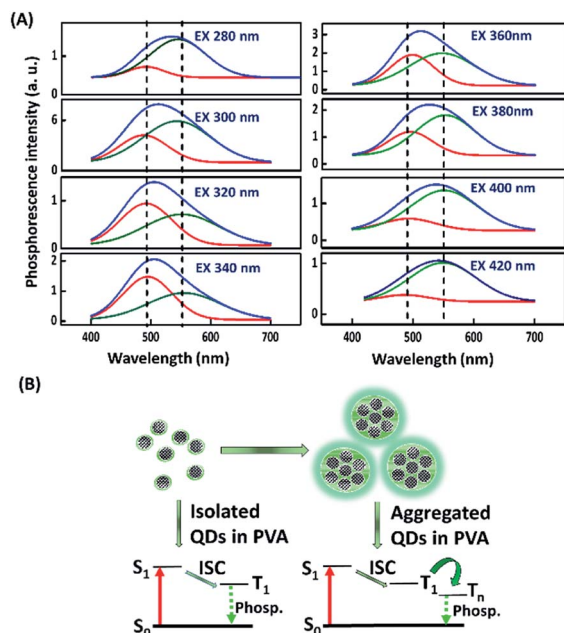 (A)
Phosphorescence intensity (a. u.)
EX 280 nm
1
0
EX 300 nm
6
0
EX 320 nm
1
0
EX 340 nm
2
1
0
400 500 600 700
Wavelength (nm)
EX 360nm
3
2
1
0
EX 380nm
2
1
0
EX 400 nm
1
0
EX 420 nm
1
0
400 500 600 700
Wavelength (nm)
(B)
Isolated
QDs in PVA
Aggregated
QDs in PVA
S1 ISC T1
Phosp.
S0
S1 ISC T1 Tn
Phosp.
S0